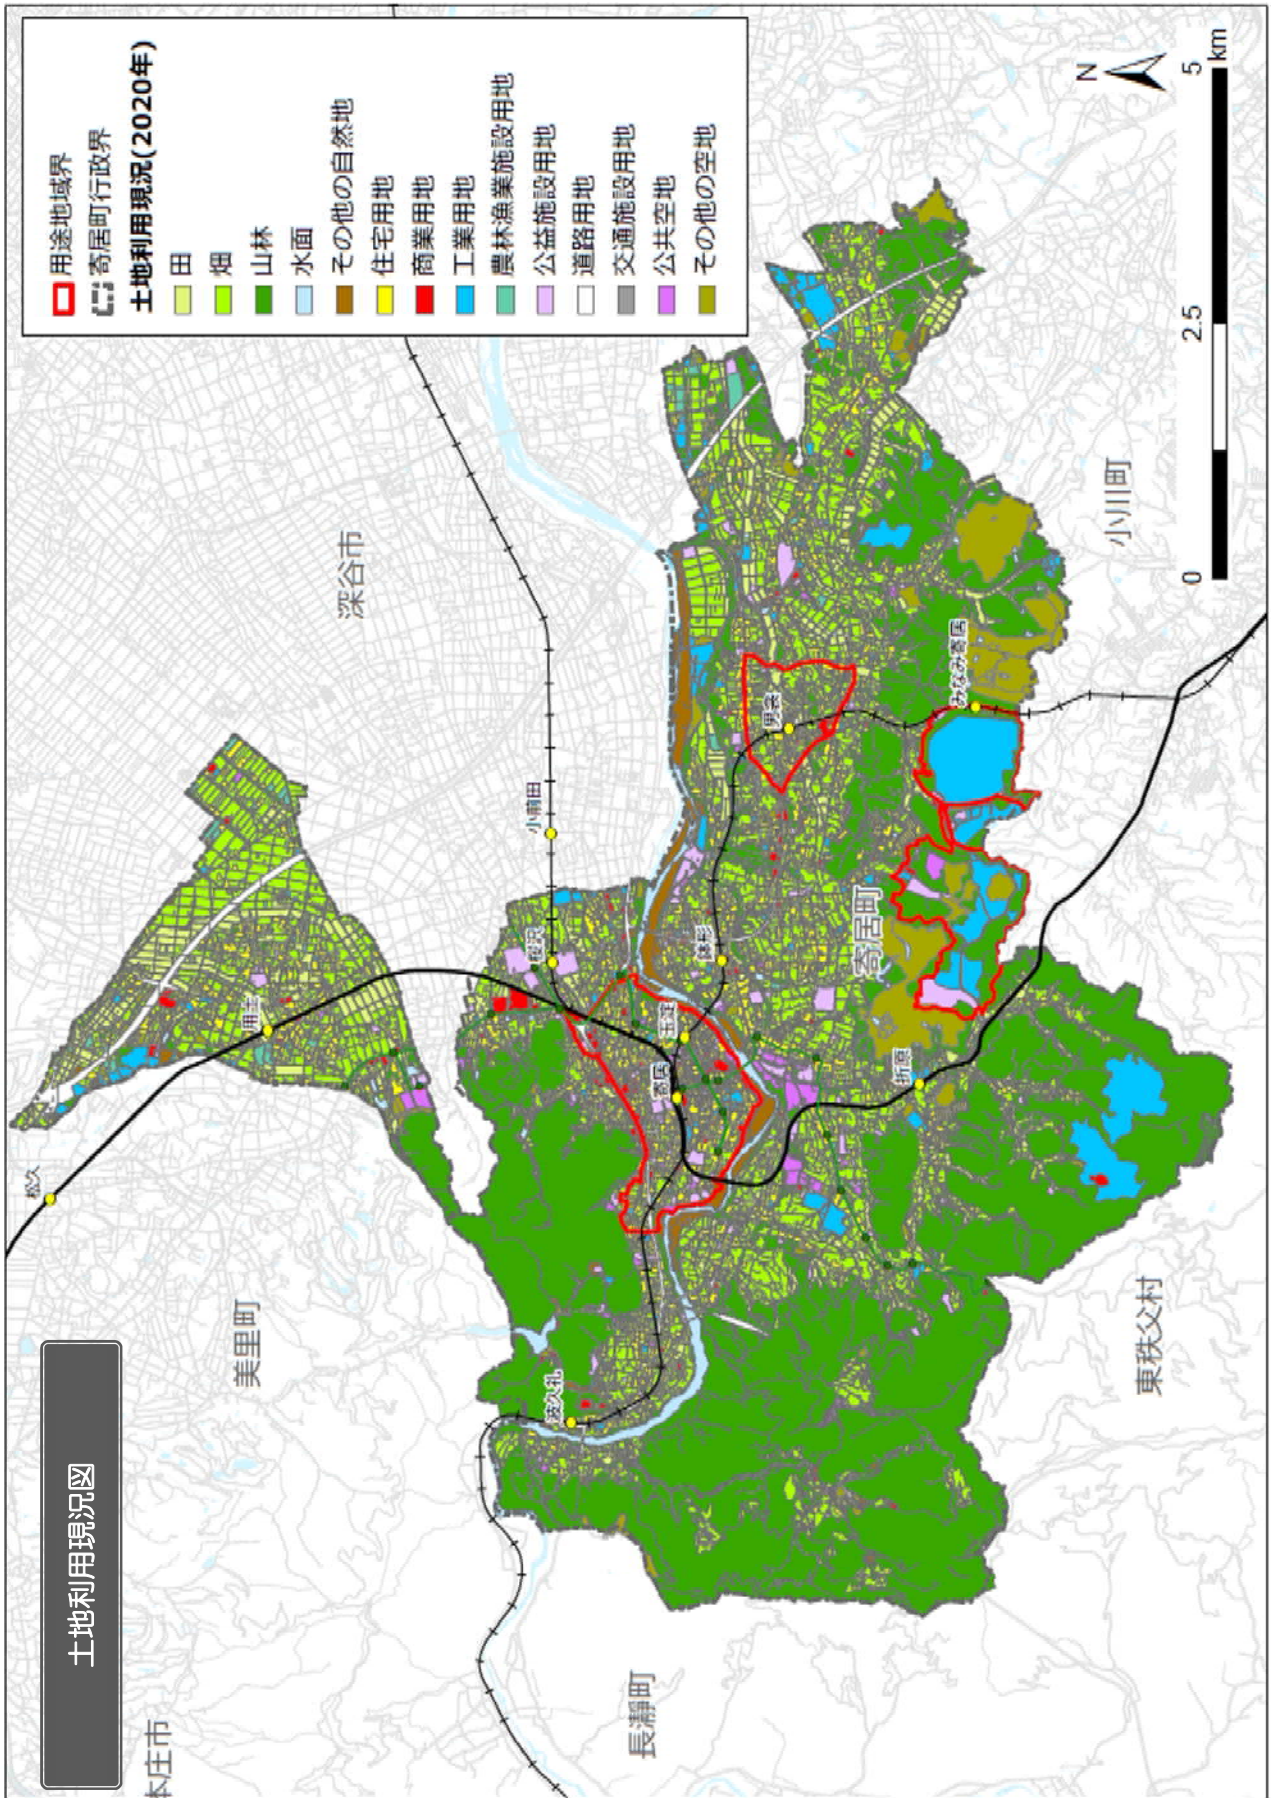 土地利用現況図
用途地域界
寄居町行政界
土地利用現況(2020年)
田
畑
山林
水面
その他の自然地
住宅用地
商業用地
工業用地
農林漁業施設用地
公益施設用地
道路用地
交通施設用地
公共空地
その他の空地
本庄市
美里町
深谷市
長瀞町
東秩父村
小川町
寄居町
松久
用土
桜沢
小前田
波久礼
寄居
玉淀
鉢形
男衾
折原
みなみ寄居
N
0
2.5
5
km